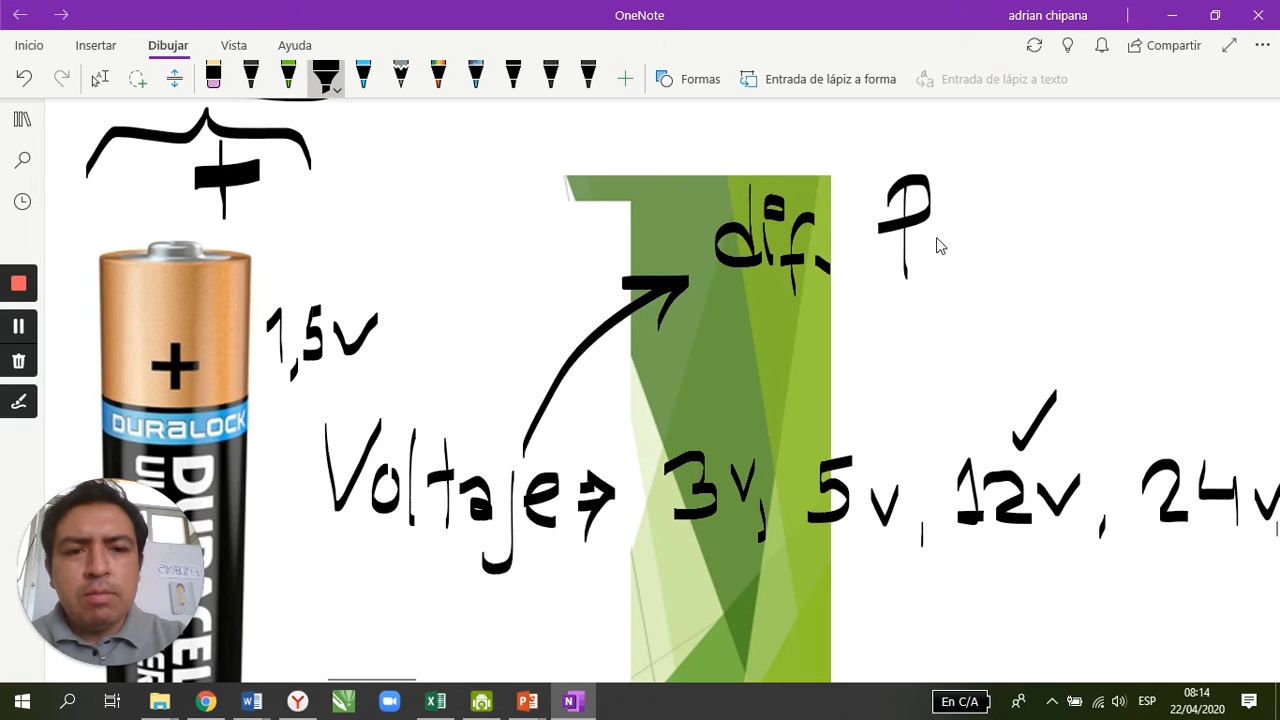 OneNote
adrian chipana
Inicio
Insertar
Dibujar
Vista
Ayuda
Compartir
Formas
Entrada de lápiz a forma
Entrada de lápiz a texto
+
dif. P
1,5v
+
DURALOCK
DURACEL
Voltaje ⇒ 3v, 5v, 12v, 24v
En C/A
ESP
08:14
22/04/2020